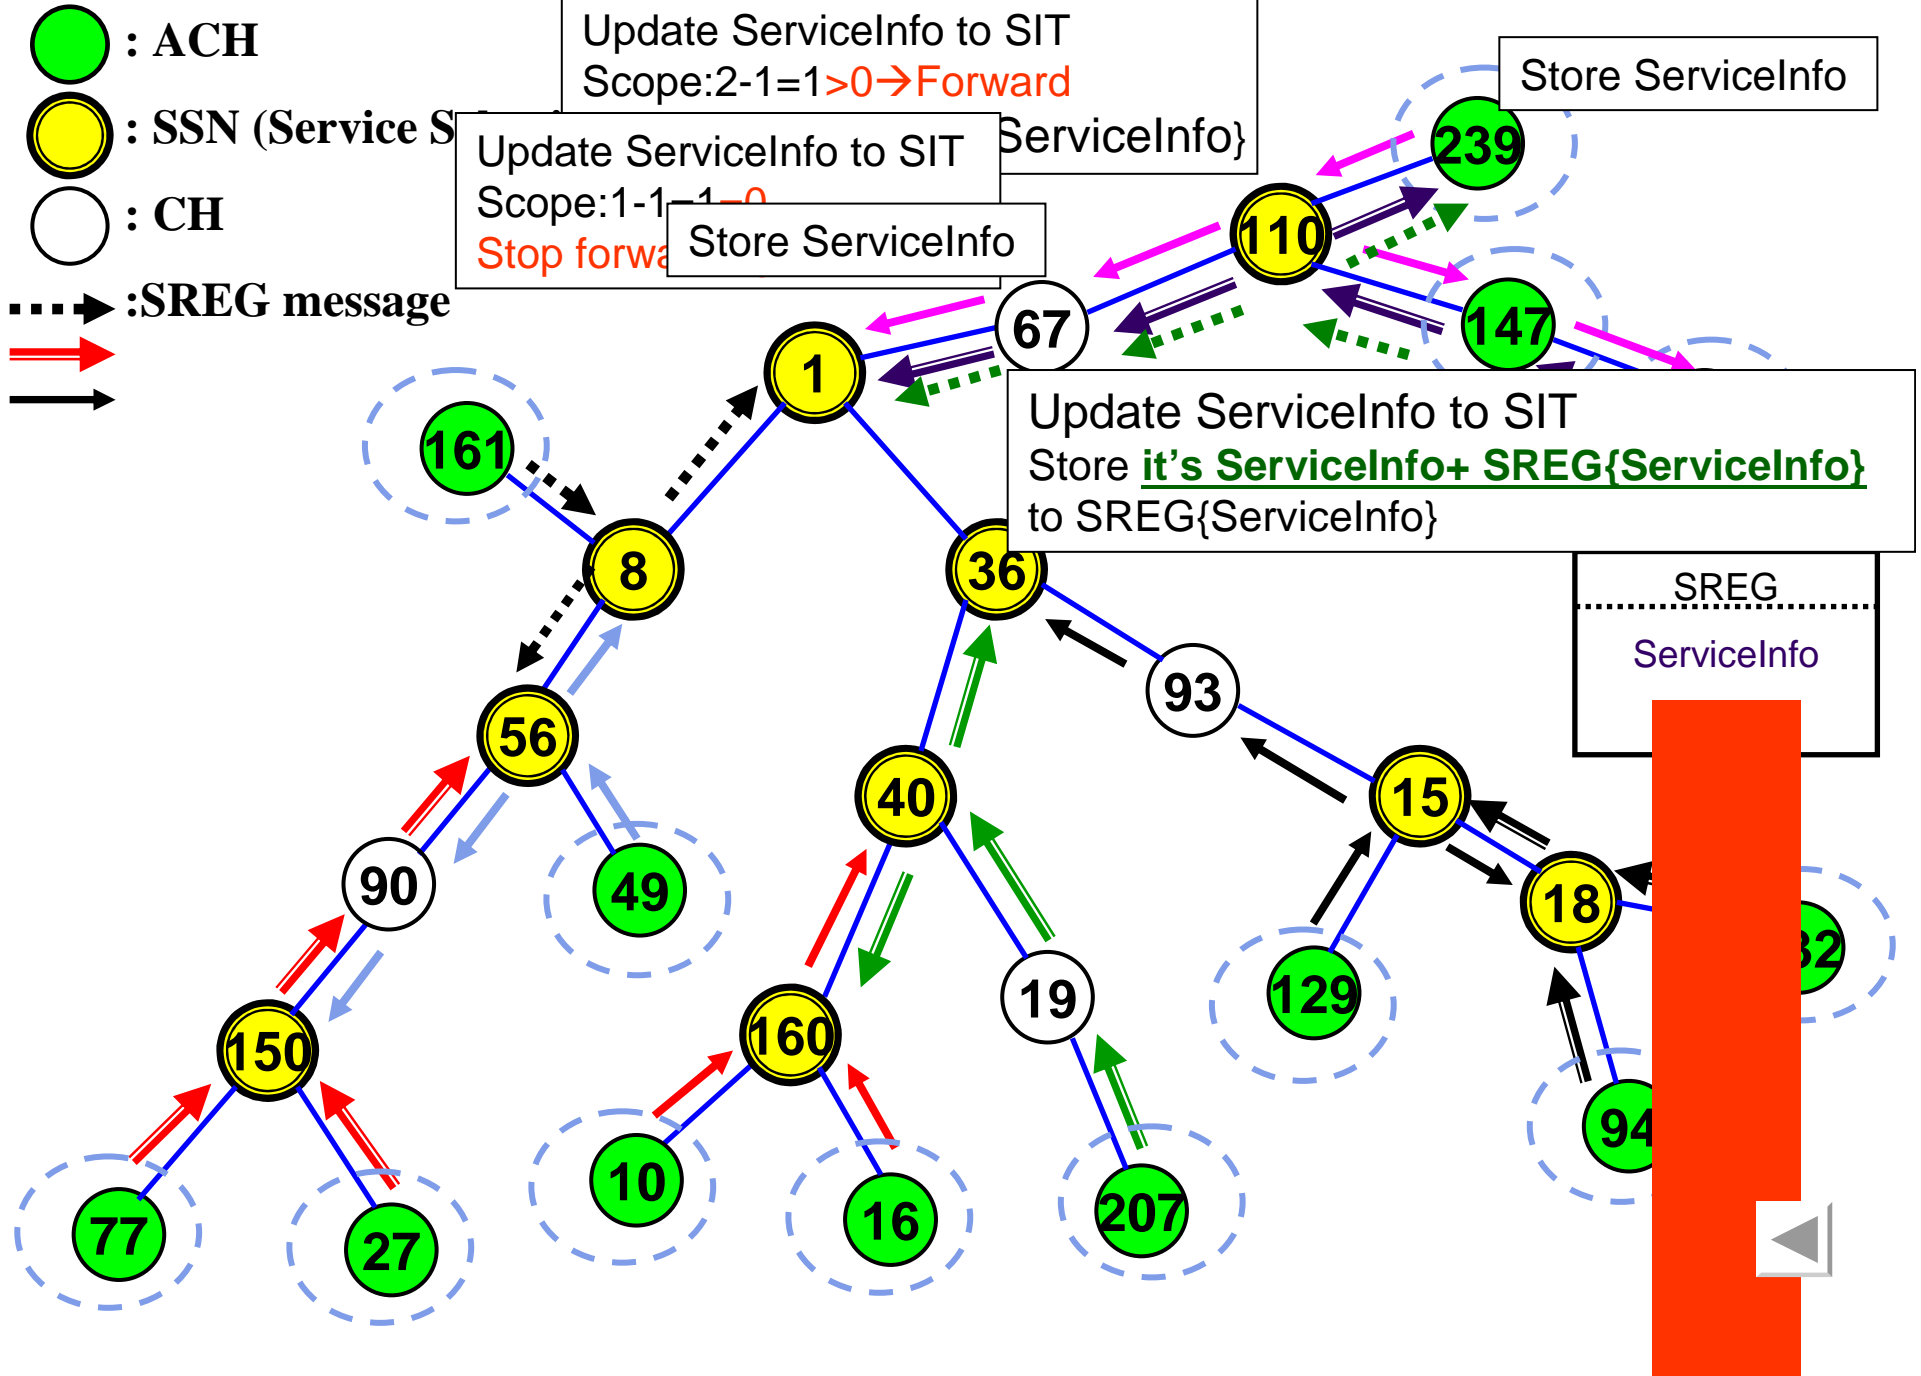 : ACH
: SSN (Service S
: CH
:SREG message
Update ServiceInfo to SIT
Scope:2-1=1>0→Forward
ServiceInfo}
Update ServiceInfo to SIT
Scope:1-1=1=0
Stop forwa
Store ServiceInfo
Store ServiceInfo
239
110
147
67
1
161
Update ServiceInfo to SIT
Store it's ServiceInfo+ SREG{ServiceInfo}
to SREG{ServiceInfo}
8
36
SREG
ServiceInfo
93
56
40
15
90
49
18
32
19
129
150
160
94
10
16
207
77
27